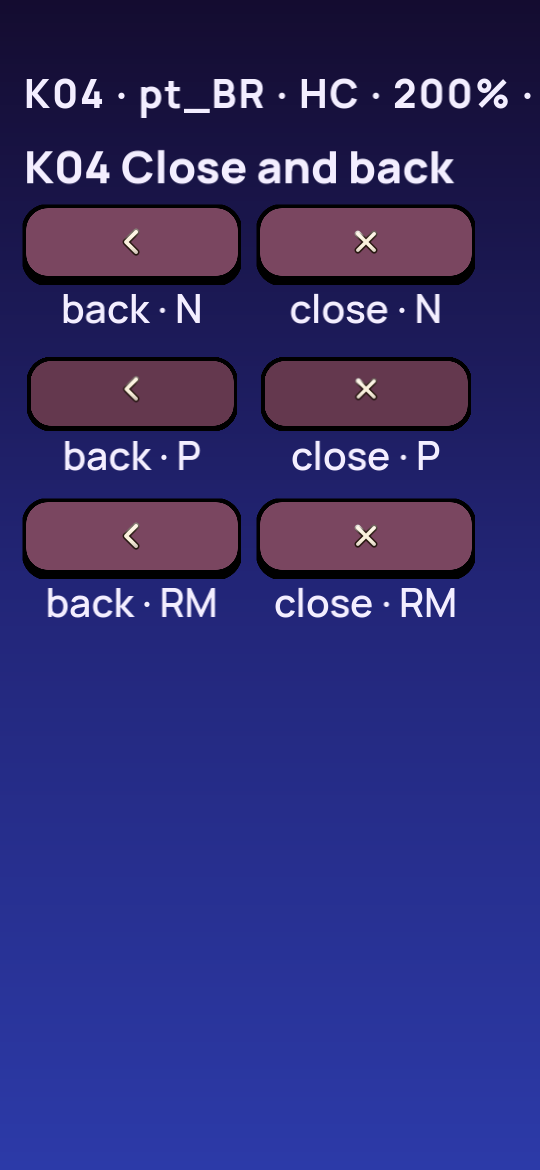 K04 · pt_BR · HC · 200% ·
K04 Close and back
back · N close · N
back · P close · P
back · RM close · RM